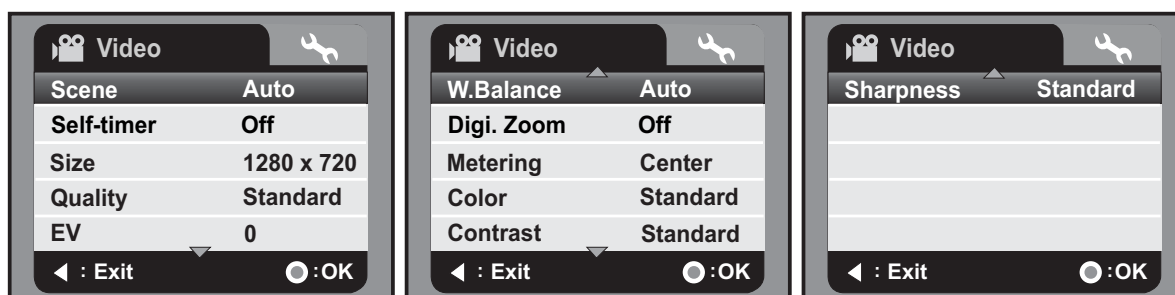 Video
Scene Auto
Self-timer Off
Size 1280 x 720
Quality Standard
EV 0
: Exit :OK
Video
W.Balance Auto
Digi. Zoom Off
Metering Center
Color Standard
Contrast Standard
: Exit :OK
Video
Sharpness Standard
: Exit :OK